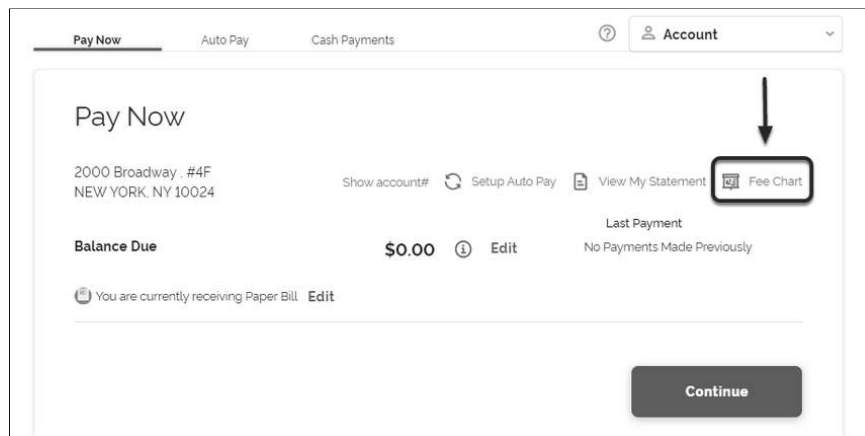 Pay Now Auto Pay Cash Payments Account
Pay Now
2000 Broadway , #4F
NEW YORK, NY 10024
Show account# Setup Auto Pay View My Statement Fee Chart
Last Payment
Balance Due $0.00 Edit No Payments Made Previously
You are currently receiving Paper Bill Edit
Continue